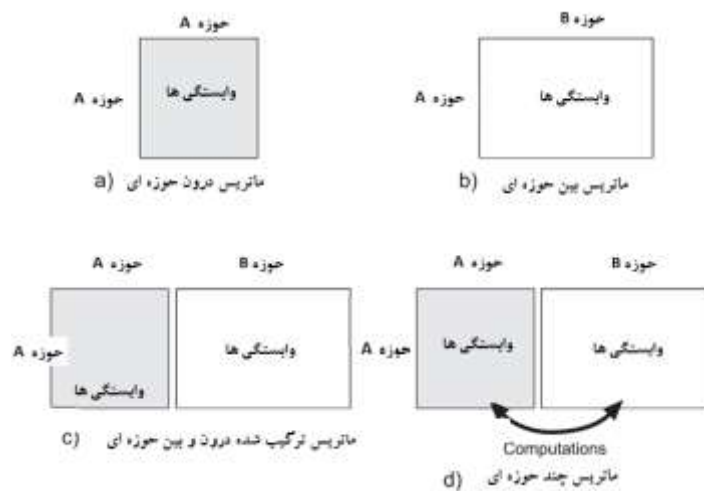 حوزه A
حوزه A
وابستگی ها
a) ماتریس درون حوزه ای
حوزه B
حوزه A
وابستگی ها
b) ماتریس بین حوزه ای
حوزه A
حوزه B
حوزه A
وابستگی ها
وابستگی ها
c) ماتریس ترکیب شده درون و بین حوزه ای
حوزه A
حوزه B
حوزه A
وابستگی ها
وابستگی ها
Computations
d) ماتریس چند حوزه ای